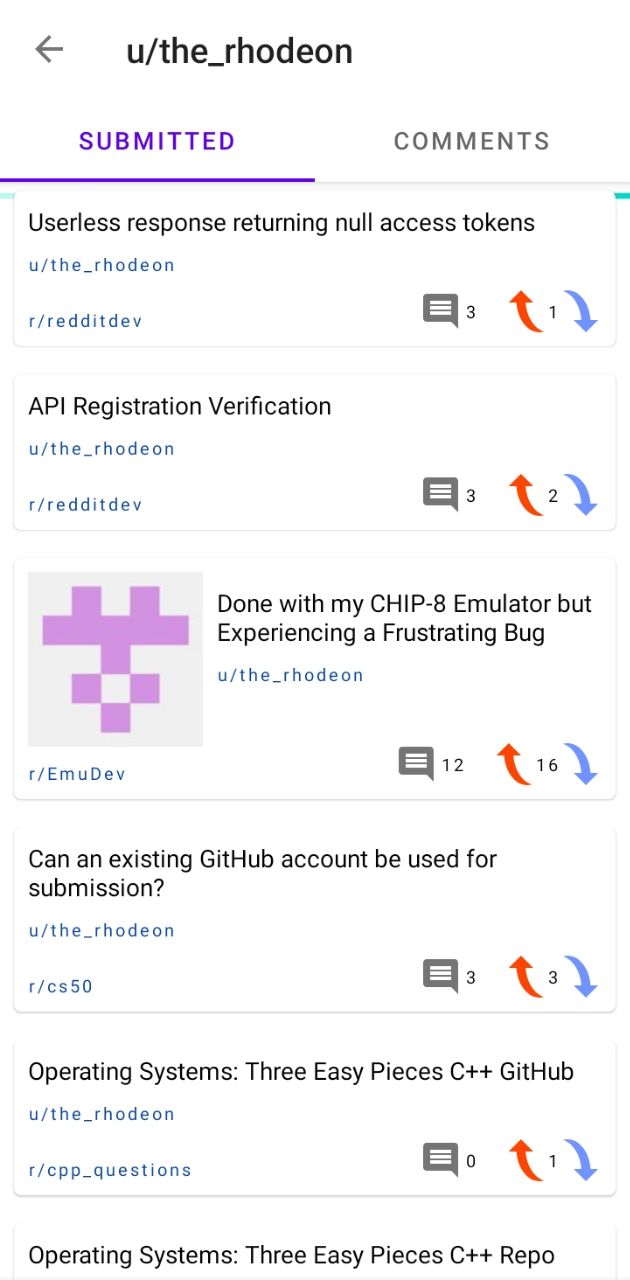 u/the_rhodeon
SUBMITTED
COMMENTS
Userless response returning null access tokens
u/the_rhodeon
r/redditdev
3
1
API Registration Verification
u/the_rhodeon
r/redditdev
3
2
Done with my CHIP-8 Emulator but
Experiencing a Frustrating Bug
u/the_rhodeon
r/EmuDev
12
16
Can an existing GitHub account be used for
submission?
u/the_rhodeon
r/cs50
3
3
Operating Systems: Three Easy Pieces C++ GitHub
u/the_rhodeon
r/cpp_questions
0
1
Operating Systems: Three Easy Pieces C++ Repo